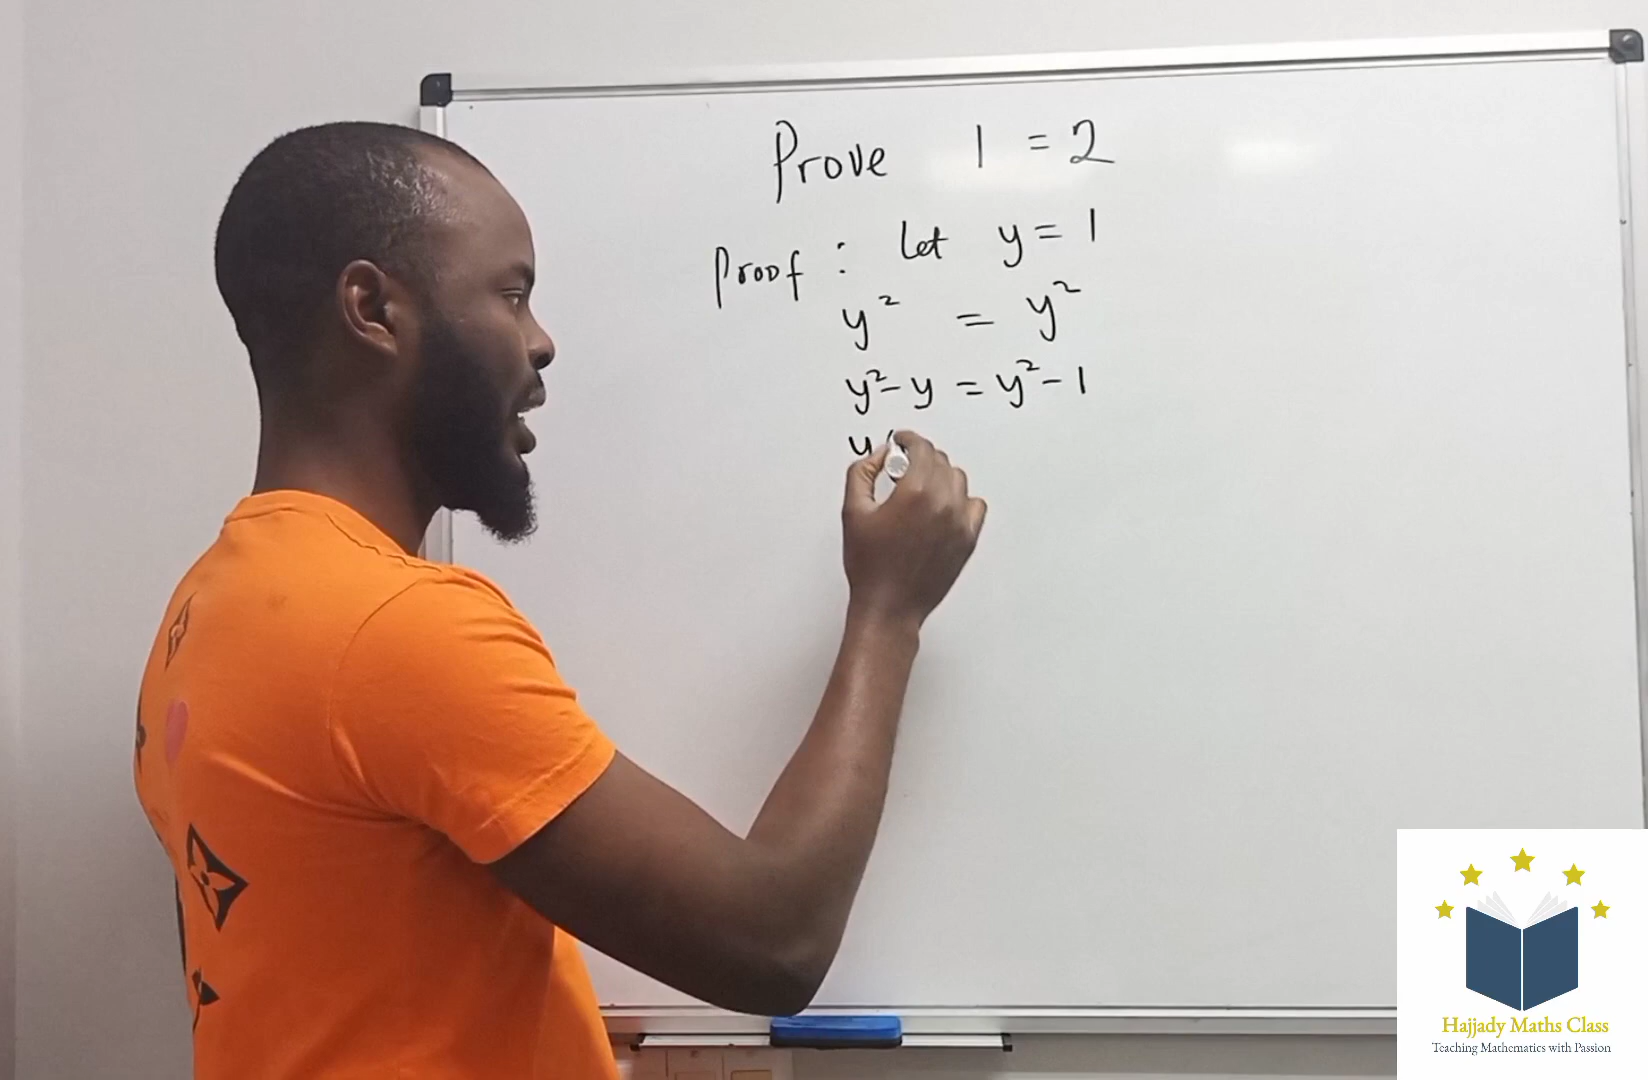 Prove 1 = 2
Proof : Let y = 1
y² = y²
y² - y = y² - 1
y(
Hajjady Maths Class
Teaching Mathematics with Passion